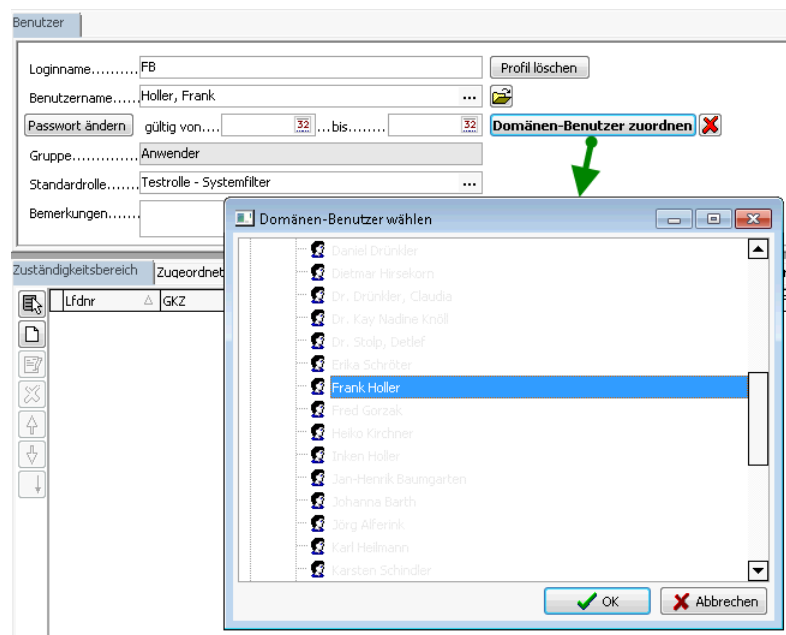 Benutzer
Loginname......... FB Profil löschen
Benutzername..... Holler, Frank ...
Passwort ändern gültig von.... 32 ...bis........ 32 Domänen-Benutzer zuordnen
Gruppe............. Anwender
Standardrolle....... Testrolle - Systemfilter ...
Bemerkungen.......
Domänen-Benutzer wählen
Daniel Drünkler
Dietmar Hirsekorn
Dr. Drünkler, Claudia
Dr. Kay Nadine Knöll
Dr. Stolp, Detlef
Erika Schröter
Frank Holler
Fred Gorzak
Heiko Kirchner
Inken Holler
Jan-Henrik Baumgarten
Johanna Barth
Jörg Alferink
Karl Heilmann
Karsten Schindler
OK Abbrechen
Zuständigkeitsbereich Zugeordnet
Lfdnr GKZ